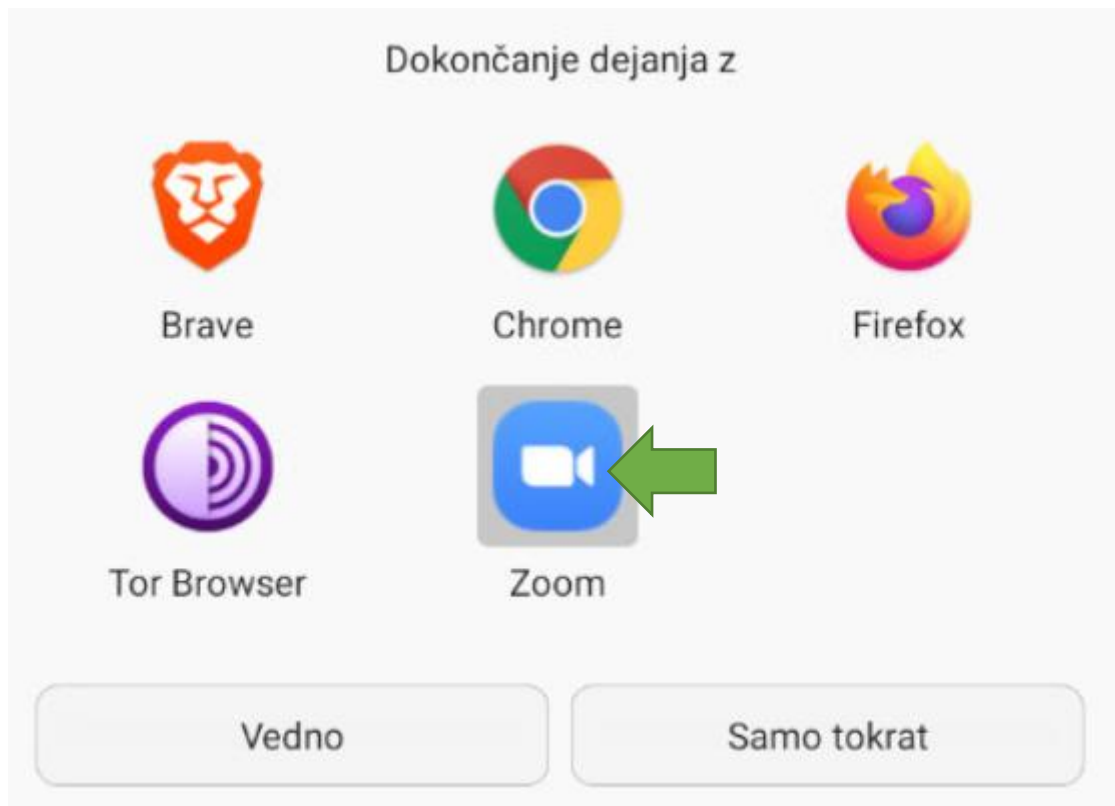 Dokončanje dejanja z
Brave
Chrome
Firefox
Tor Browser
Zoom
Vedno
Samo tokrat